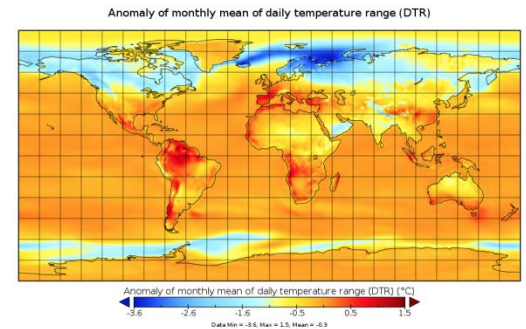 Anomaly of monthly mean of daily temperature range (DTR)
Anomaly of monthly mean of daily temperature range (DTR) (°C)
-3.6 -2.6 -1.6 -0.5 0.5 1.5
Data Min = -3.6, Max = 1.5, Mean = -0.3